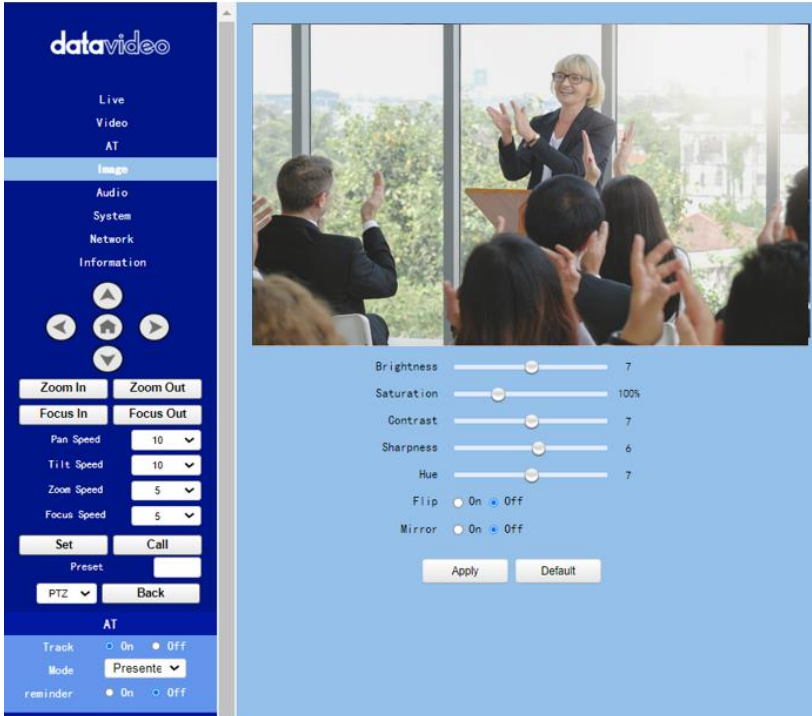 datavideo
Live
Video
AT
Image
Audio
System
Network
Information
Zoom In Zoom Out
Focus In Focus Out
Pan Speed 10
Tilt Speed 10
Zoom Speed 5
Focus Speed 5
Set Call
Preset
PTZ Back
AT
Track On Off
Mode Presente
reminder On Off
Brightness 7
Saturation 100%
Contrast 7
Sharpness 6
Hue 7
Flip On Off
Mirror On Off
Apply Default